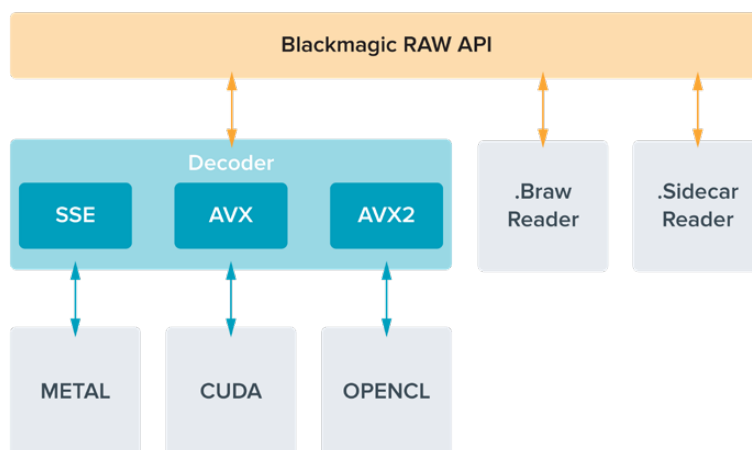 Blackmagic RAW API
Decoder
SSE
AVX
AVX2
.Braw
Reader
.Sidecar
Reader
METAL
CUDA
OPENCL